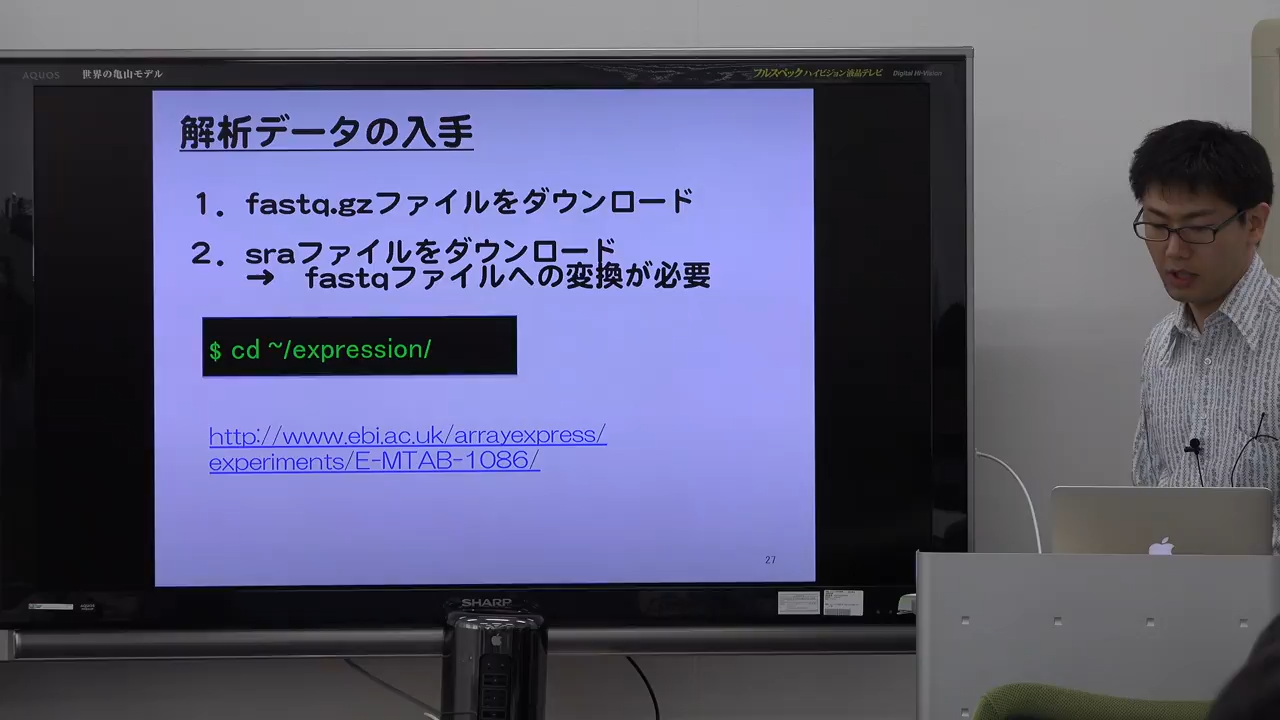 AQUOS 世界の亀山モデル フルスペックハイビジョン液晶テレビ Digital Hi-Vision
解析データの入手
1. fastq.gzファイルをダウンロード
2. sraファイルをダウンロード
→ fastqファイルへの変換が必要
$ cd ~/expression/
http://www.ebi.ac.uk/arrayexpress/
experiments/E-MTAB-1086/
27
SHARP